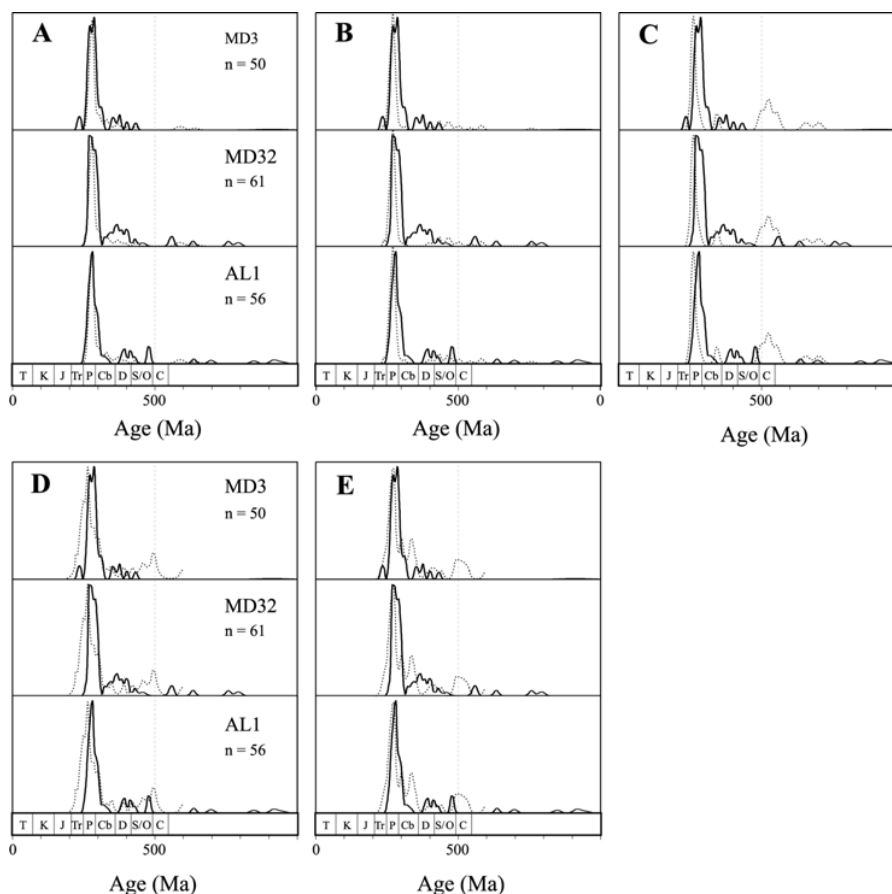 A B C
MD3
n = 50
MD32
n = 61
AL1
n = 56
T K J Tr P Cb D S/O C T K J Tr P Cb D S/O C T K J Tr P Cb D S/O C
0 500 0 500 0 500
Age (Ma) Age (Ma) Age (Ma)
D E
MD3
n = 50
MD32
n = 61
AL1
n = 56
T K J Tr P Cb D S/O C T K J Tr P Cb D S/O C
0 500 0 500
Age (Ma) Age (Ma)